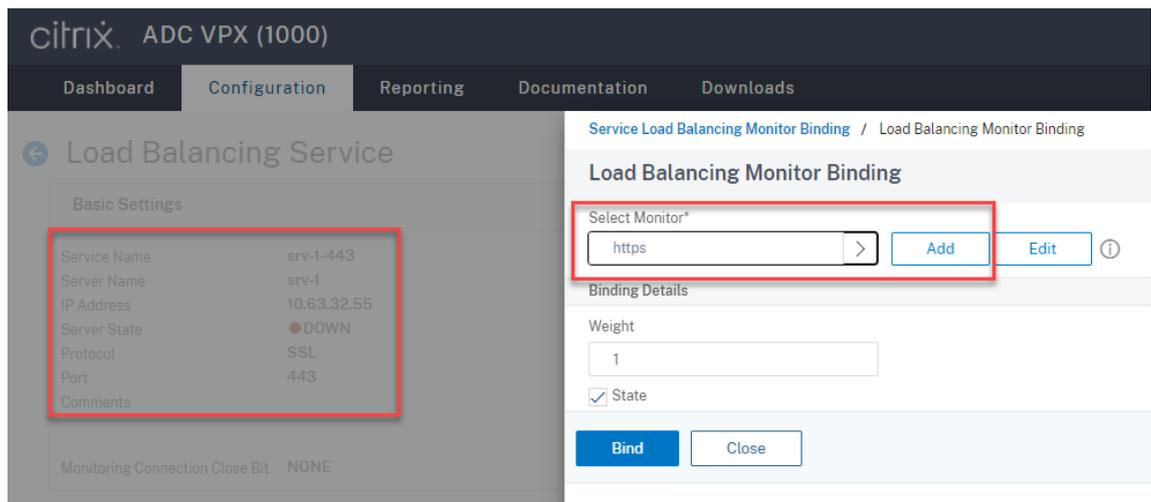 citrix. ADC VPX (1000)
Dashboard Configuration Reporting Documentation Downloads
Load Balancing Service
Basic Settings
Service Name srv-1-443
Server Name srv-1
IP Address 10.63.32.55
Server State DOWN
Protocol SSL
Port 443
Comments
Monitoring Connection Close Bit NONE
Service Load Balancing Monitor Binding / Load Balancing Monitor Binding
Load Balancing Monitor Binding
Select Monitor*
https > Add Edit
Binding Details
Weight
1
State
Bind Close